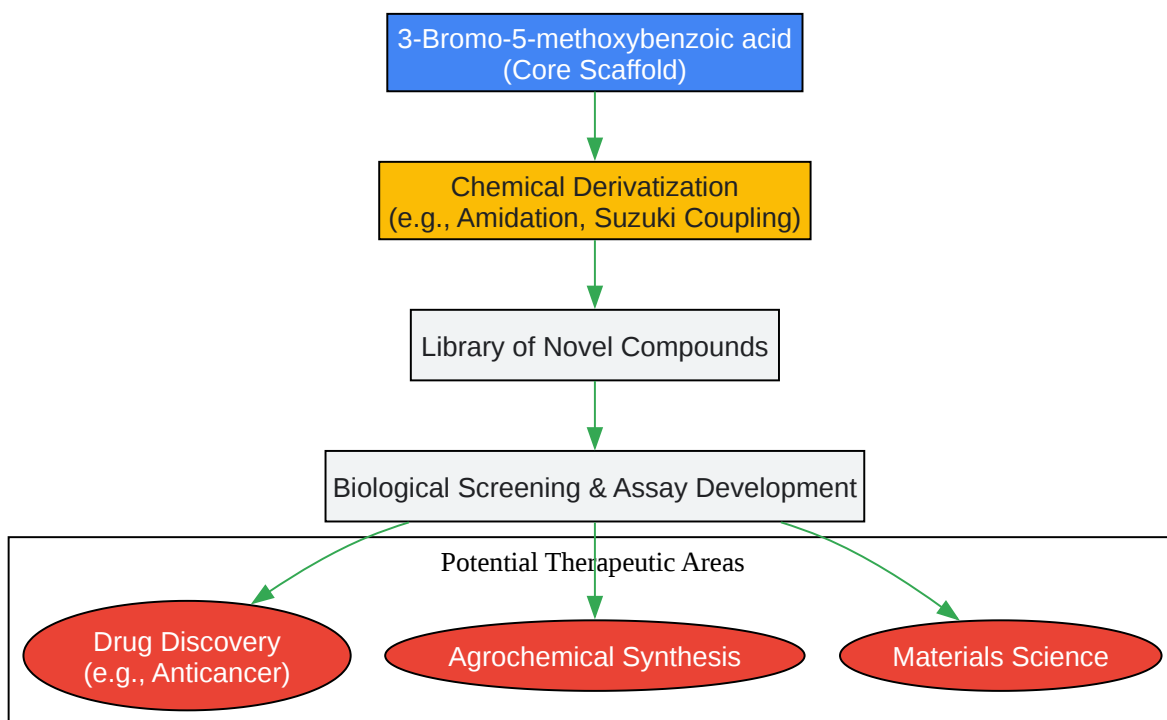 3-Bromo-5-methoxybenzoic acid
(Core Scaffold)
Chemical Derivatization
(e.g., Amidation, Suzuki Coupling)
Library of Novel Compounds
Biological Screening & Assay Development
Potential Therapeutic Areas
Drug Discovery
(e.g., Anticancer)
Agrochemical Synthesis
Materials Science